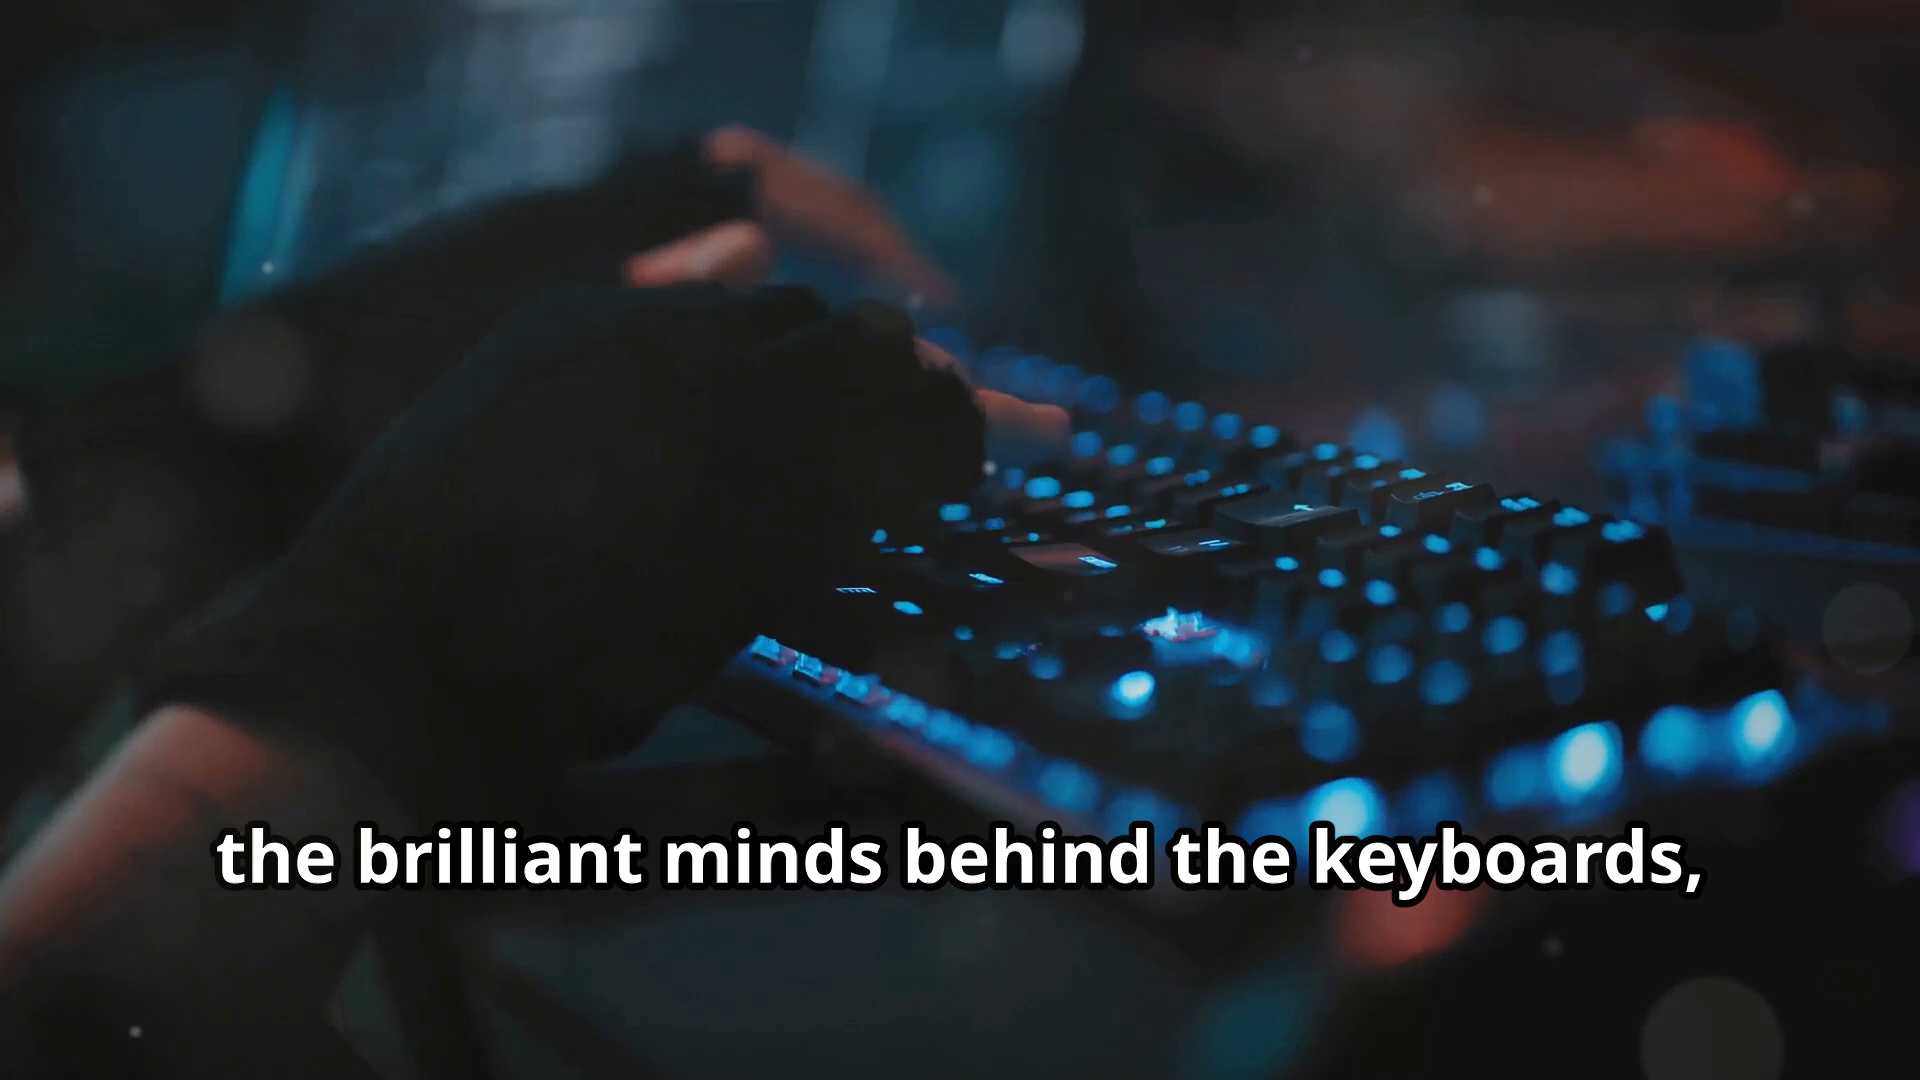 the brilliant minds behind the keyboards,